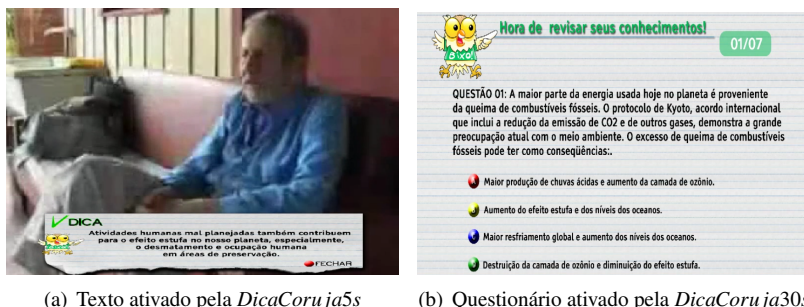 DICA
Atividades humanas mal planejadas também contribuem
para o efeito estufa no nosso planeta, especialmente,
o desmatamento e ocupação humana
em áreas de preservação.
FECHAR
(a) Texto ativado pela DicaCoruja5s
Hora de revisar seus conhecimentos!
01/07
BIXO!
QUESTÃO 01: A maior parte da energia usada hoje no planeta é proveniente
da queima de combustíveis fósseis. O protocolo de Kyoto, acordo internacional
que inclui a redução da emissão de CO2 e de outros gases, demonstra a grande
preocupação atual com o meio ambiente. O excesso de queima de combustíveis
fósseis pode ter como conseqüências:.
Maior produção de chuvas ácidas e aumento da camada de ozônio.
Aumento do efeito estufa e dos níveis dos oceanos.
Maior resfriamento global e aumento dos níveis dos oceanos.
Destruição da camada de ozônio e diminuição do efeito estufa.
(b) Questionário ativado pela DicaCoruja30s